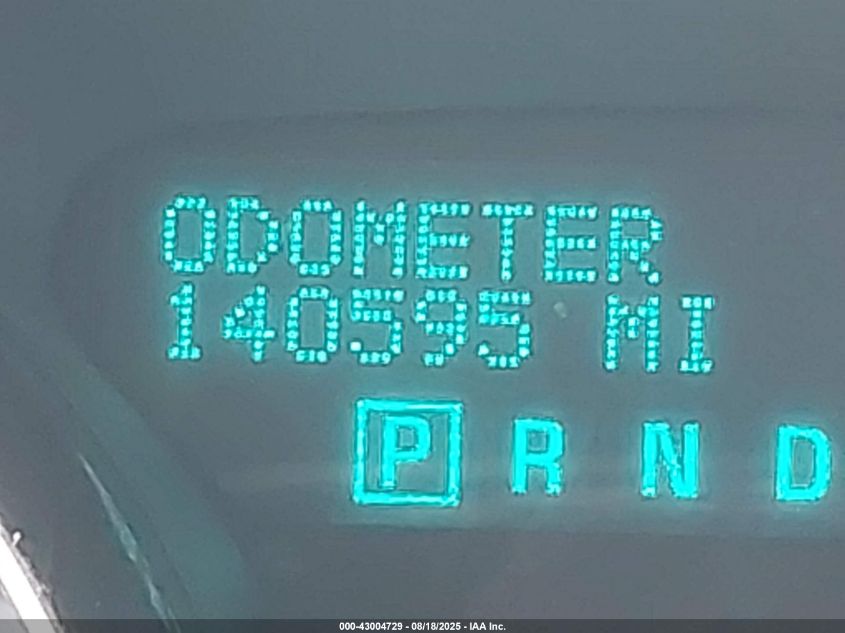 ODOMETER
140595 MI
P R N D
000-43004729 - 08/18/2025 - IAA Inc.